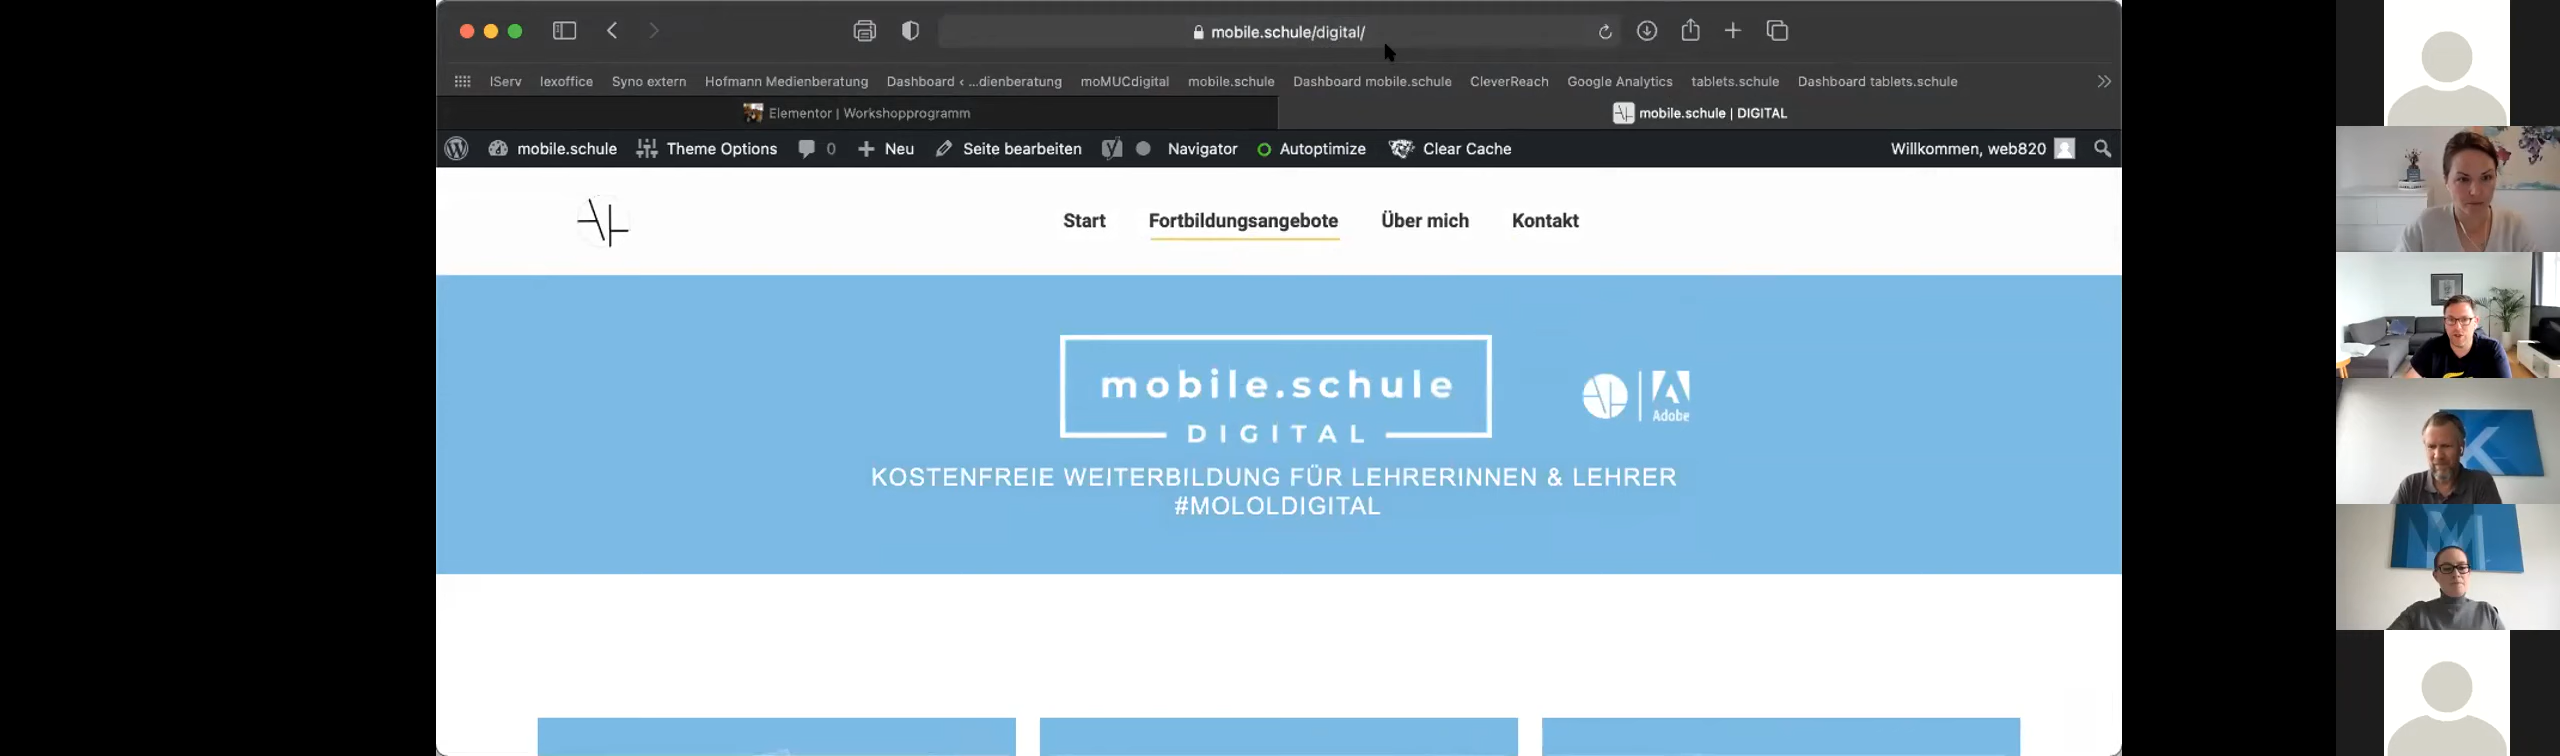 mobile.schule/digital/
IServ lexoffice Syno extern Hofmann Medienberatung Dashboard ‹ ...dienberatung moMUCdigital mobile.schule Dashboard mobile.schule CleverReach Google Analytics tablets.schule Dashboard tablets.schule
Elementor | Workshopprogramm mobile.schule | DIGITAL
mobile.schule Theme Options 0 Neu Seite bearbeiten Navigator Autoptimize Clear Cache Willkommen, web820
Start Fortbildungsangebote Über mich Kontakt
mobile.schule
DIGITAL
Adobe
KOSTENFREIE WEITERBILDUNG FÜR LEHRERINNEN & LEHRER
#MOLOLDIGITAL